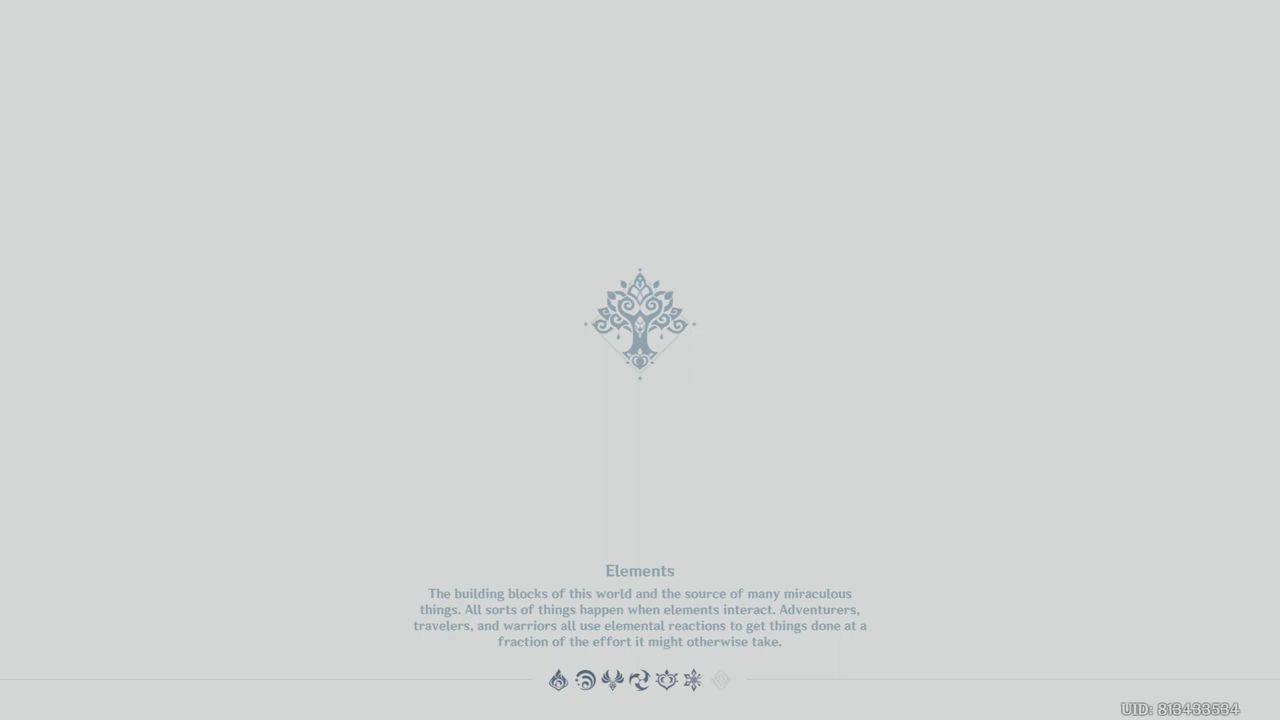 Elements
The building blocks of this world and the source of many miraculous
things. All sorts of things happen when elements interact. Adventurers,
travelers, and warriors all use elemental reactions to get things done at a
fraction of the effort it might otherwise take.
UID: 813433534